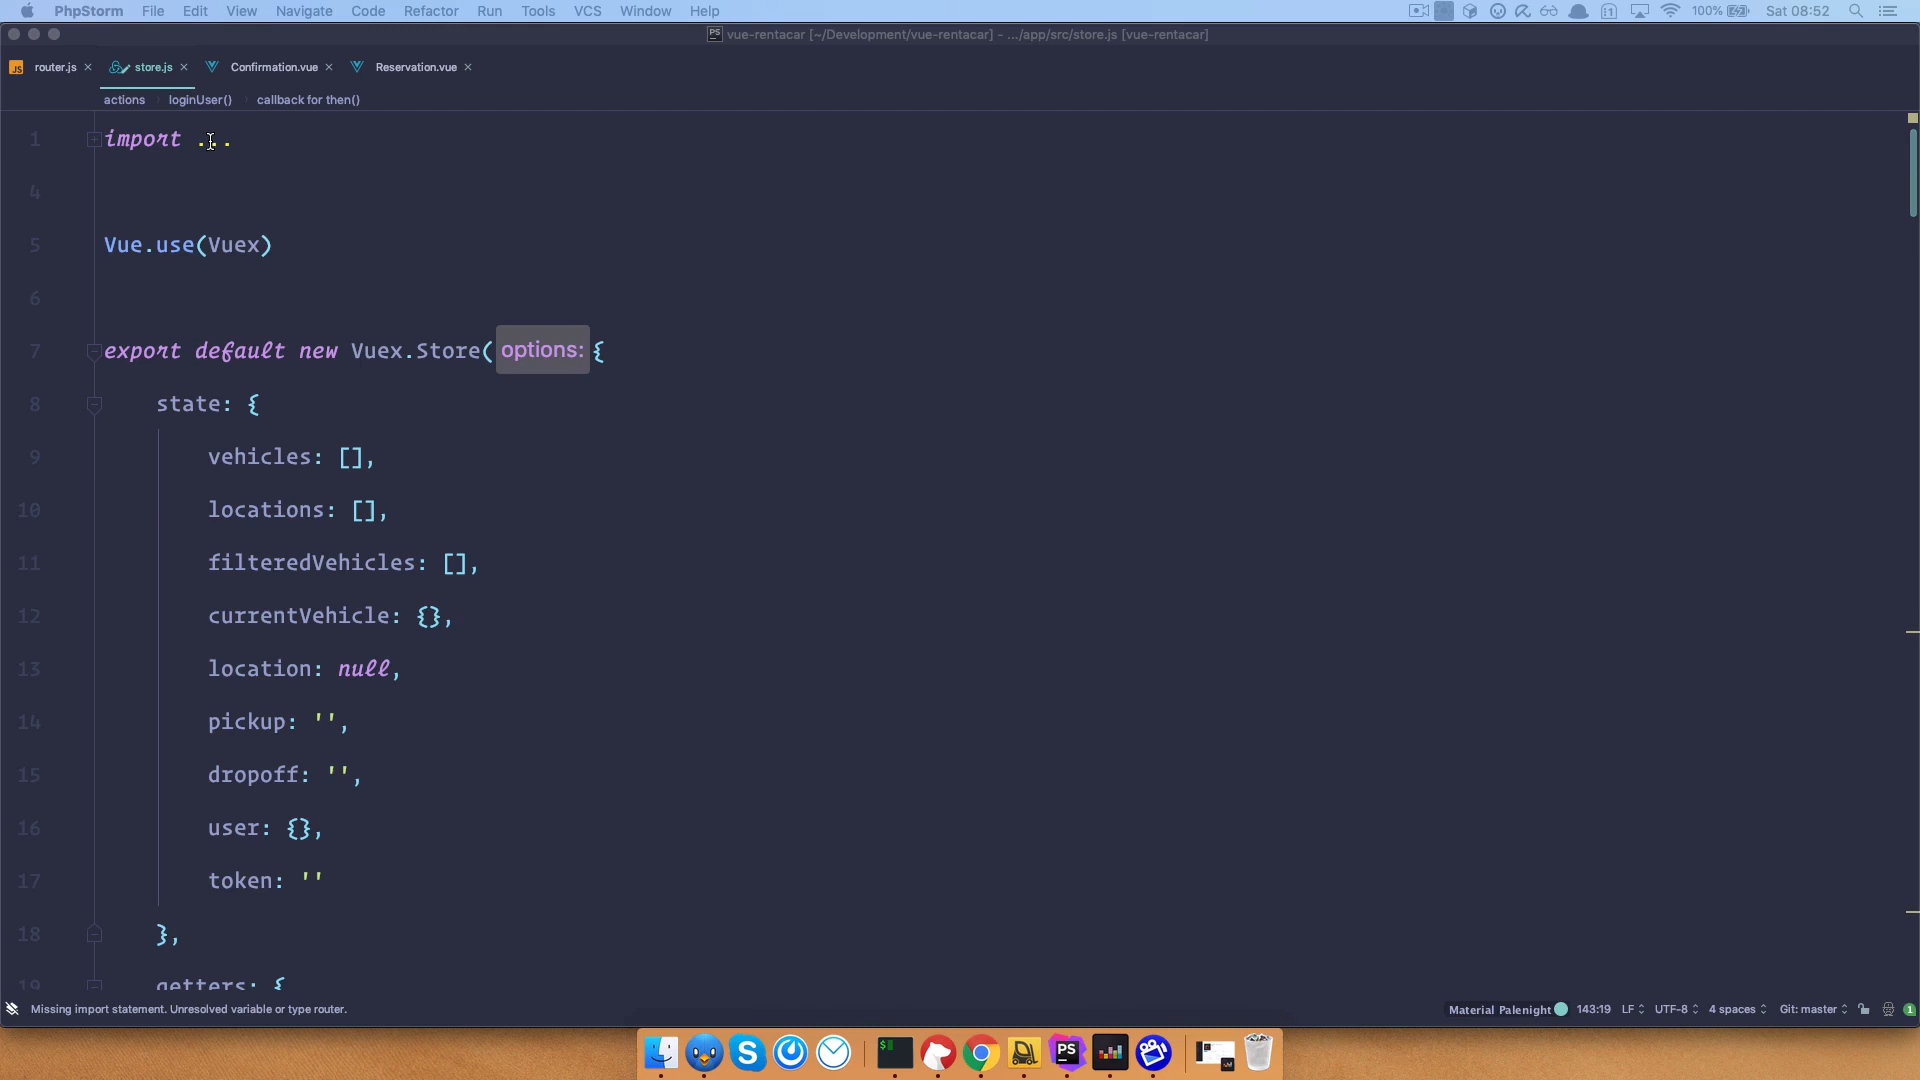 PhpStorm File Edit View Navigate Code Refactor Run Tools VCS Window Help 100% Sat 08:52
vue-rentacar [~/Development/vue-rentacar] - .../app/src/store.js [vue-rentacar]
router.js store.js Confirmation.vue Reservation.vue
actions loginUser() callback for then()
1 import ...
4
5 Vue.use(Vuex)
6
7 export default new Vuex.Store( options: {
8 state: {
9 vehicles: [],
10 locations: [],
11 filteredVehicles: [],
12 currentVehicle: {},
13 location: null,
14 pickup: '',
15 dropoff: '',
16 user: {},
17 token: ''
18 },
19 getters: {
Missing import statement. Unresolved variable or type router. Material Palenight 143:19 LF UTF-8 4 spaces Git: master 1